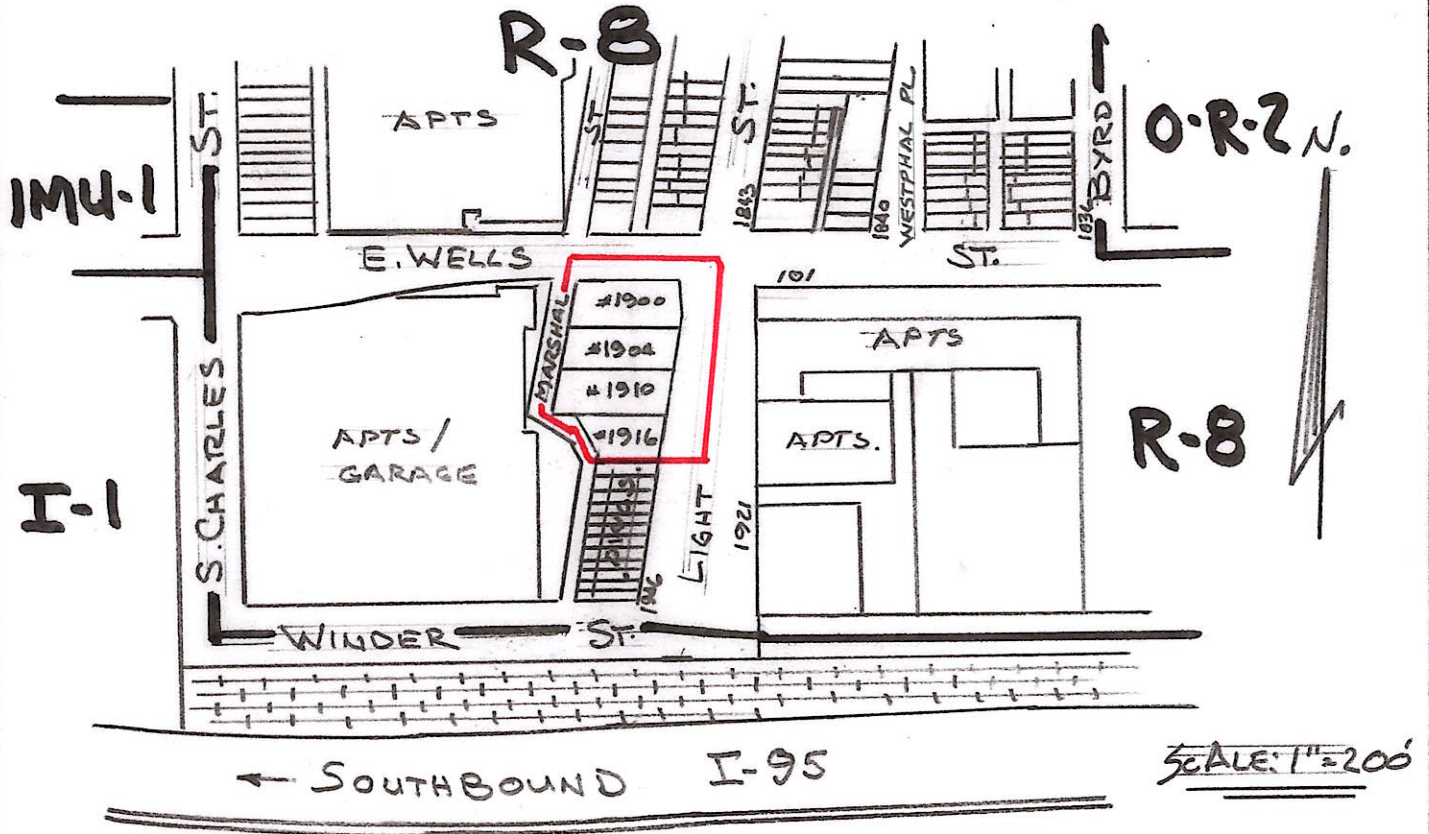 R-8
ST.
APTS
ST
ST.
WESTPHAL PL
BYRD
O-R-2
N.
IMU-1
1843
1840
1836
E. WELLS
ST.
101
MARSHAL
#1900
#1904
#1910
#1916
APTS
APTS.
R-8
APTS/
GARAGE
I-1
S. CHARLES
LIGHT
1921
1946
WINDER
ST.
← SOUTHBOUND
I-95
SCALE: 1"=200'